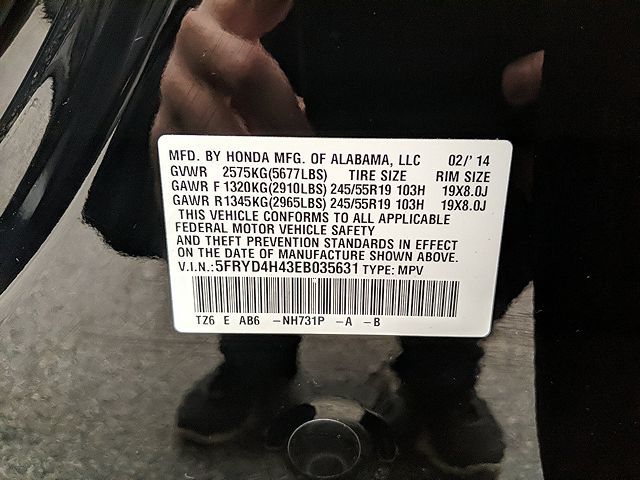 MFD. BY HONDA MFG. OF ALABAMA, LLC 02/'14
GVWR 2575KG(5677LBS) TIRE SIZE RIM SIZE
GAWR F 1320KG(2910LBS) 245/55R19 103H 19X8.0J
GAWR R1345KG(2965LBS) 245/55R19 103H 19X8.0J
THIS VEHICLE CONFORMS TO ALL APPLICABLE
FEDERAL MOTOR VEHICLE SAFETY
AND THEFT PREVENTION STANDARDS IN EFFECT
ON THE DATE OF MANUFACTURE SHOWN ABOVE.
V.I.N.:5FRYD4H43EB035631 TYPE: MPV
TZ6 E AB6 -NH731P -A -B